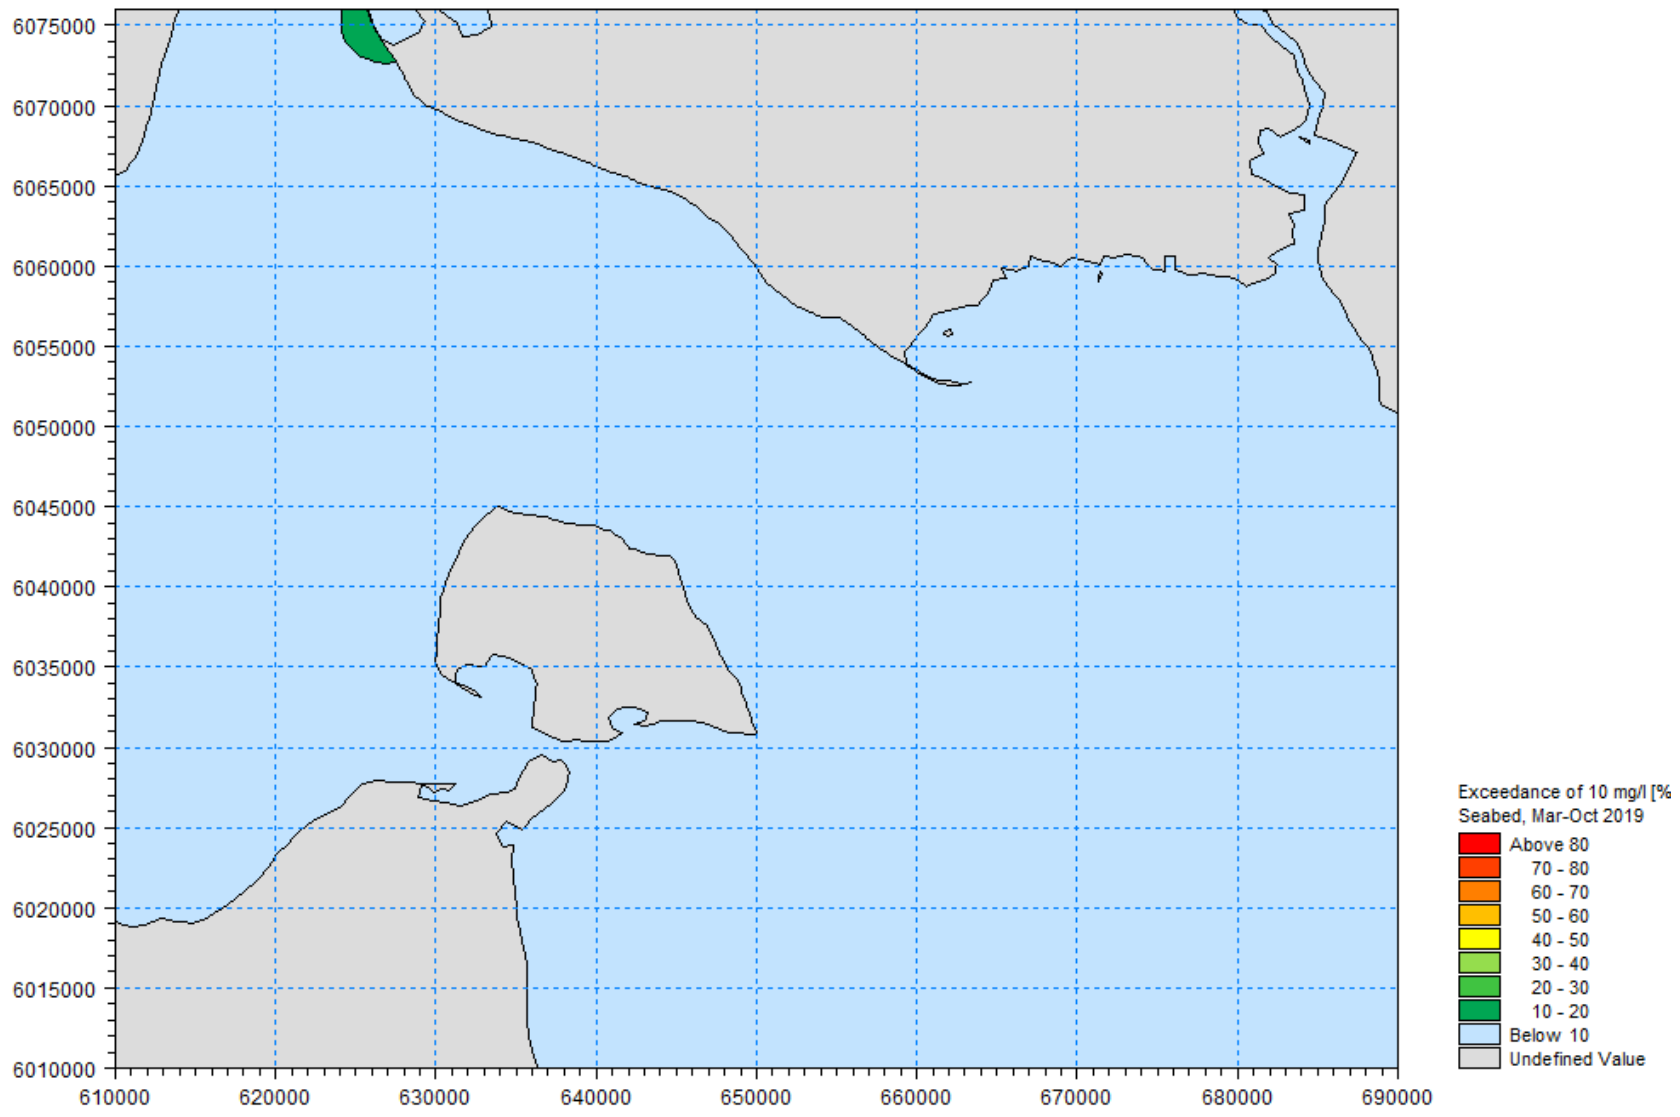 6075000
6070000
6065000
6060000
6055000
6050000
6045000
6040000
6035000
6030000
6025000
6020000
6015000
6010000
610000 620000 630000 640000 650000 660000 670000 680000 690000
Exceedance of 10 mg/l [%
Seabed, Mar-Oct 2019
Above 80
70 - 80
60 - 70
50 - 60
40 - 50
30 - 40
20 - 30
10 - 20
Below 10
Undefined Value